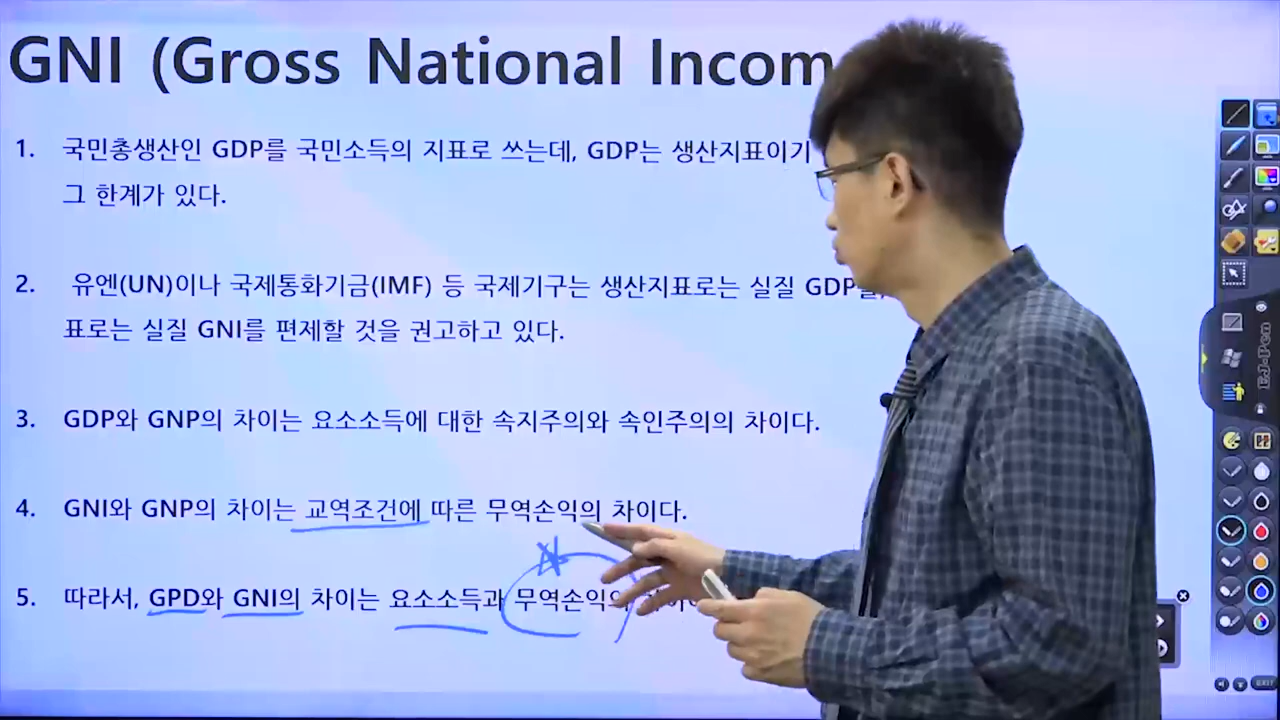 GNI (Gross National Incom
1. 국민총생산인 GDP를 국민소득의 지표로 쓰는데, GDP는 생산지표이기
그 한계가 있다.
2. 유엔(UN)이나 국제통화기금(IMF) 등 국제기구는 생산지표로는 실질 GDP를,
표로는 실질 GNI를 편제할 것을 권고하고 있다.
3. GDP와 GNP의 차이는 요소소득에 대한 속지주의와 속인주의의 차이다.
4. GNI와 GNP의 차이는 교역조건에 따른 무역손익의 차이다.
5. 따라서, GPD와 GNI의 차이는 요소소득과 무역손익의
EXIT